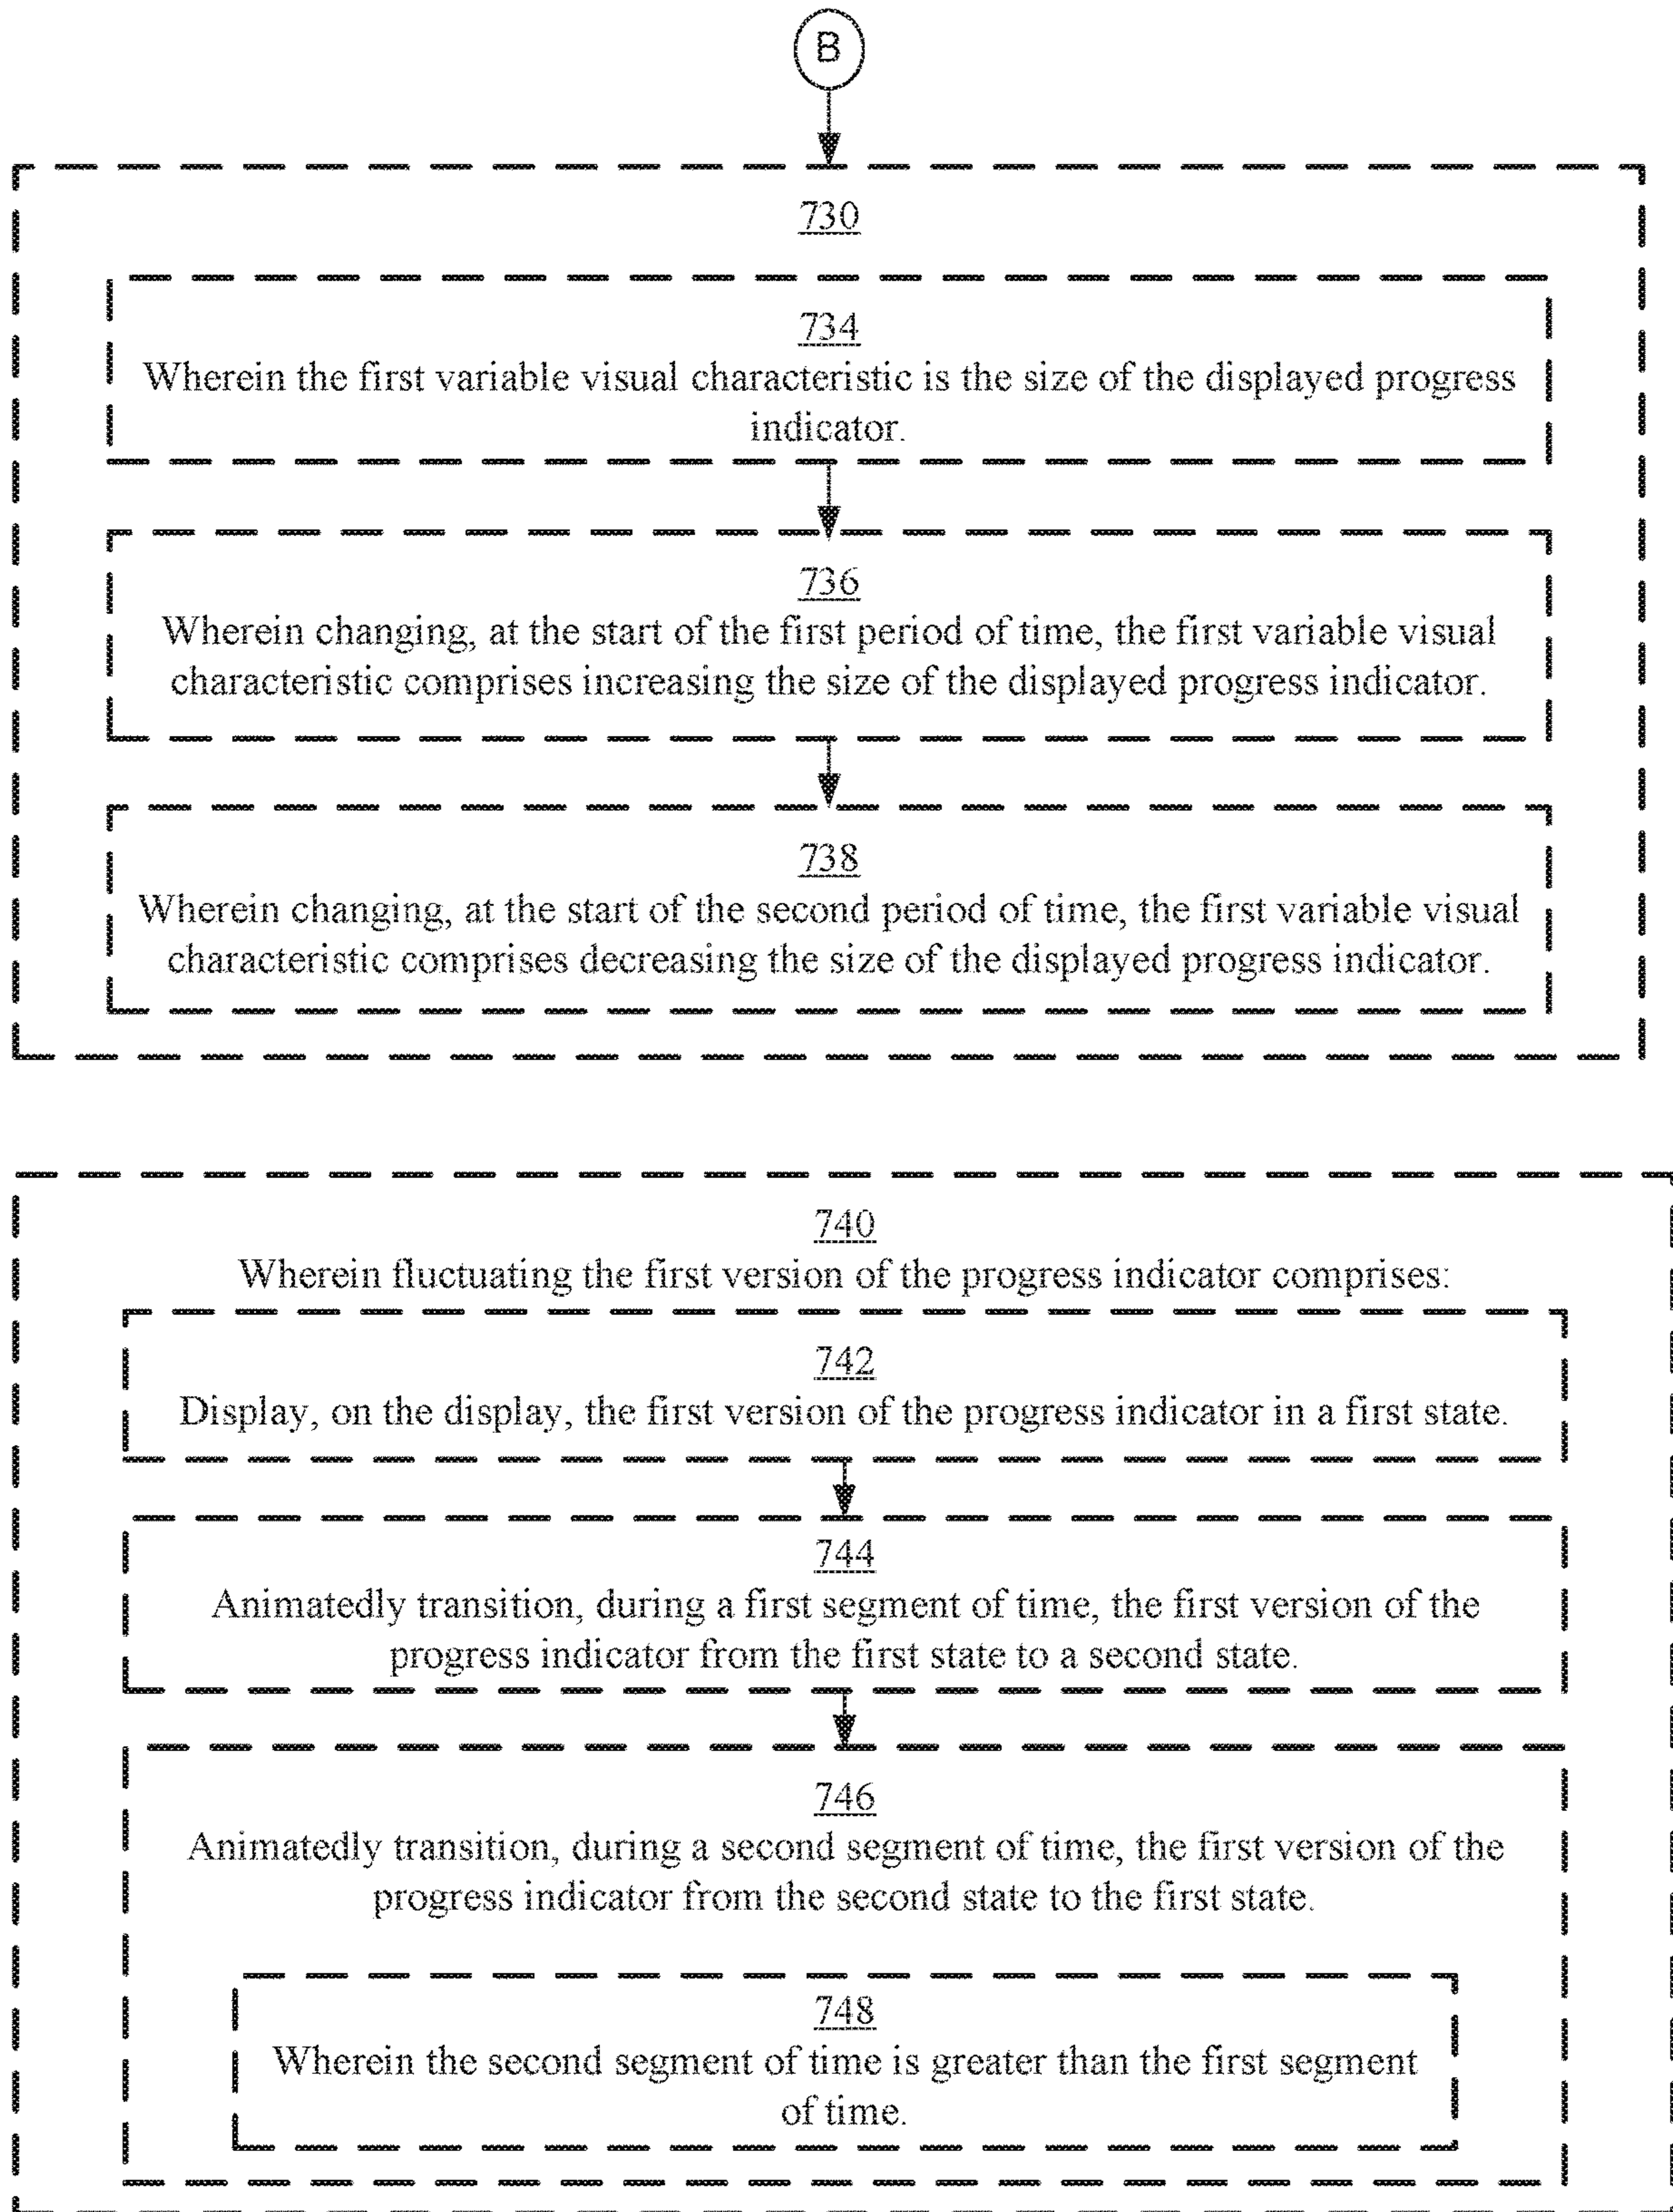 B
730
734
Wherein the first variable visual characteristic is the size of the displayed progress
indicator.
736
Wherein changing, at the start of the first period of time, the first variable visual
characteristic comprises increasing the size of the displayed progress indicator.
738
Wherein changing, at the start of the second period of time, the first variable visual
characteristic comprises decreasing the size of the displayed progress indicator.
740
Wherein fluctuating the first version of the progress indicator comprises:
742
Display, on the display, the first version of the progress indicator in a first state.
744
Animatedly transition, during a first segment of time, the first version of the
progress indicator from the first state to a second state.
746
Animatedly transition, during a second segment of time, the first version of the
progress indicator from the second state to the first state.
748
Wherein the second segment of time is greater than the first segment
of time.